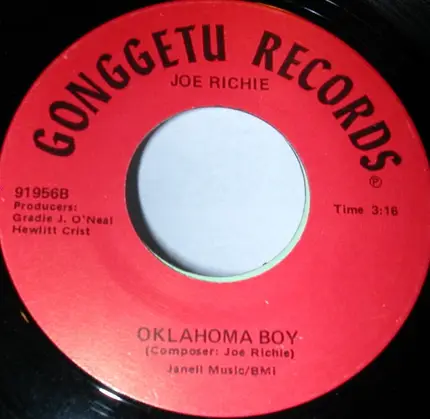 GONGGETU RECORDS
℗
JOE RICHIE
91956B
Producers:
Gradie J. O'Neal
Hewlitt Crist
Time 3:16
OKLAHOMA BOY
(Composer: Joe Richie)
Janell Music/BMI